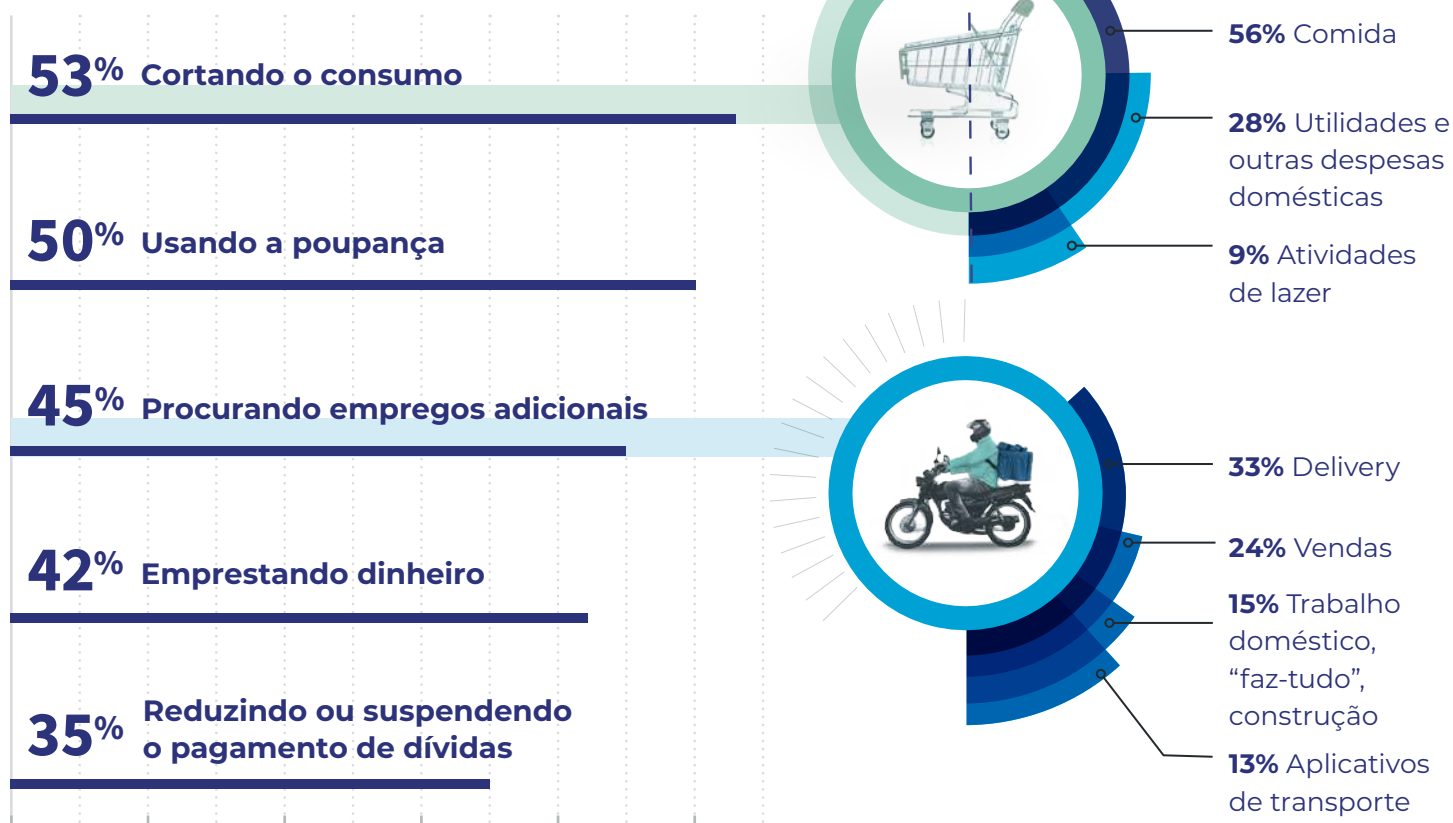 53% Cortando o consumo
56% Comida
28% Utilidades e
outras despesas
domésticas
9% Atividades
de lazer
50% Usando a poupança
45% Procurando empregos adicionais
33% Delivery
24% Vendas
15% Trabalho
doméstico,
“faz-tudo”,
construção
13% Aplicativos
de transporte
42% Emprestando dinheiro
35% Reduzindo ou suspendendo
o pagamento de dívidas